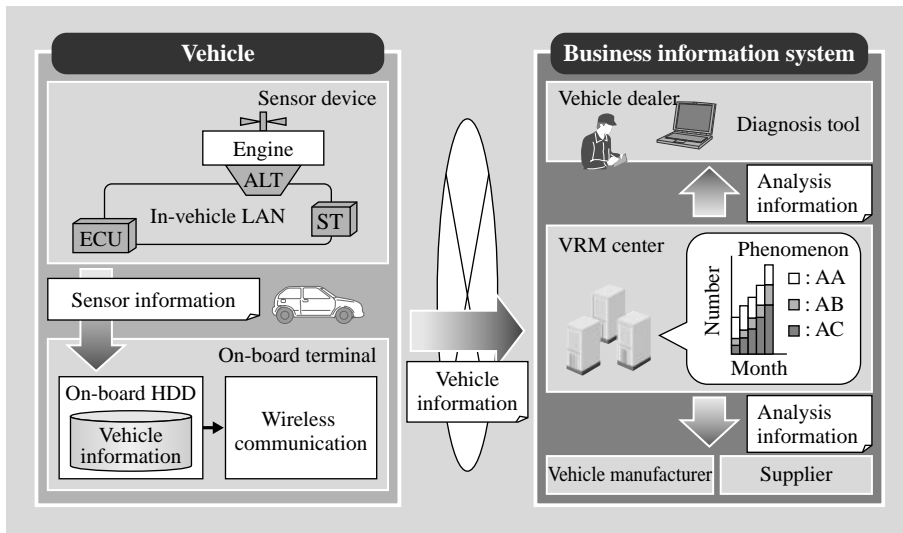 Vehicle
Sensor device
Engine
ALT
In-vehicle LAN
ST
ECU
Sensor information
On-board terminal
On-board HDD
Vehicle
information
Wireless
communication
Vehicle
information
Business information system
Vehicle dealer
Diagnosis tool
Analysis
information
VRM center
Phenomenon
: AA
: AB
: AC
Number
Month
Analysis
information
Vehicle manufacturer
Supplier